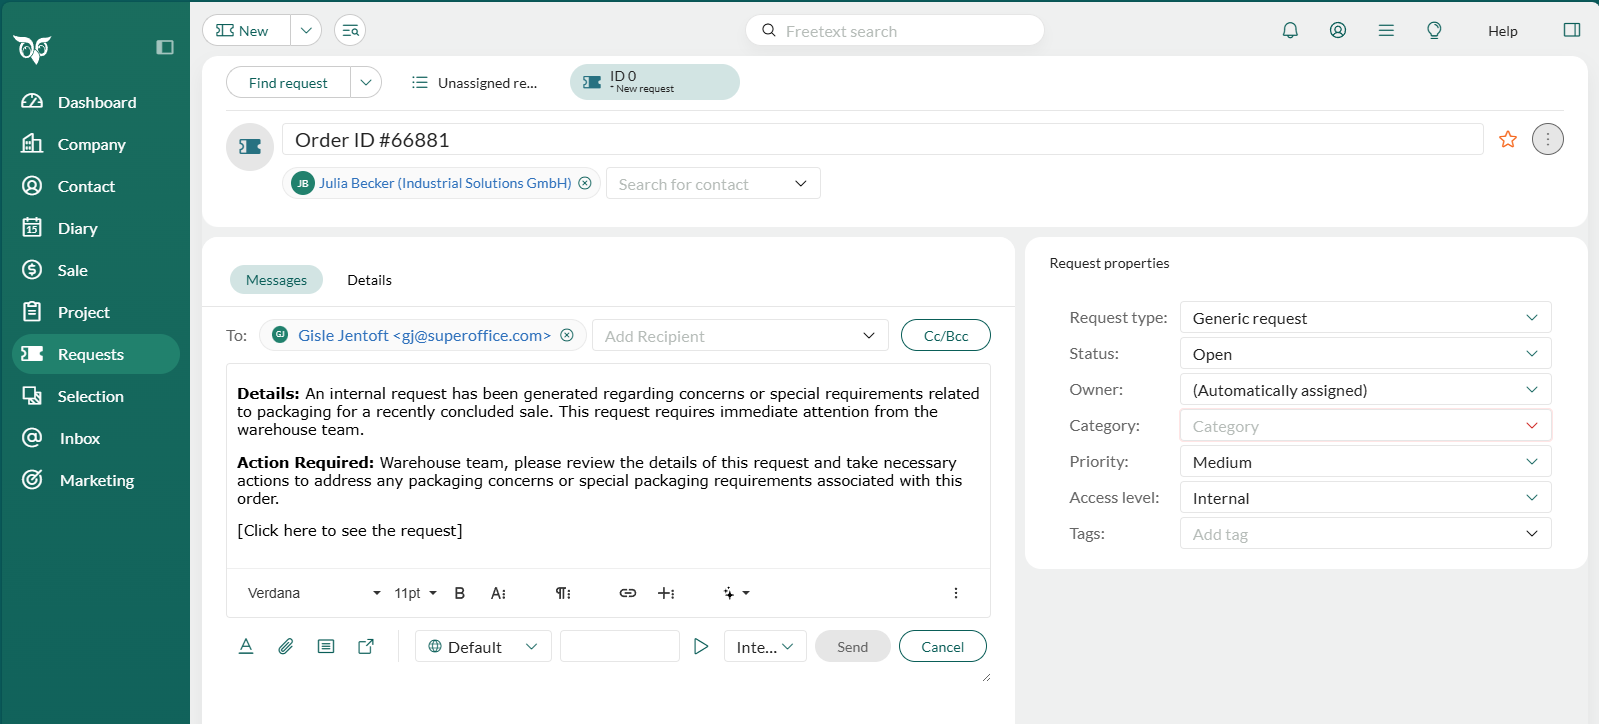 New
Freetext search
Help
Dashboard
Company
Contact
15
Diary
Sale
Project
Requests
Selection
Inbox
Marketing
Find request
Unassigned re...
ID 0
- New request
Order ID #66881
JB
Julia Becker (Industrial Solutions GmbH)
Search for contact
Messages
Details
To:
GJ
Gisle Jentoft <gj@superoffice.com>
Add Recipient
Cc/Bcc
Details: An internal request has been generated regarding concerns or special requirements related
to packaging for a recently concluded sale. This request requires immediate attention from the
warehouse team.
Action Required: Warehouse team, please review the details of this request and take necessary
actions to address any packaging concerns or special packaging requirements associated with this
order.
[Click here to see the request]
Verdana
11pt
B
A
Default
Inte...
Send
Cancel
Request properties
Request type:
Generic request
Status:
Open
Owner:
(Automatically assigned)
Category:
Category
Priority:
Medium
Access level:
Internal
Tags:
Add tag